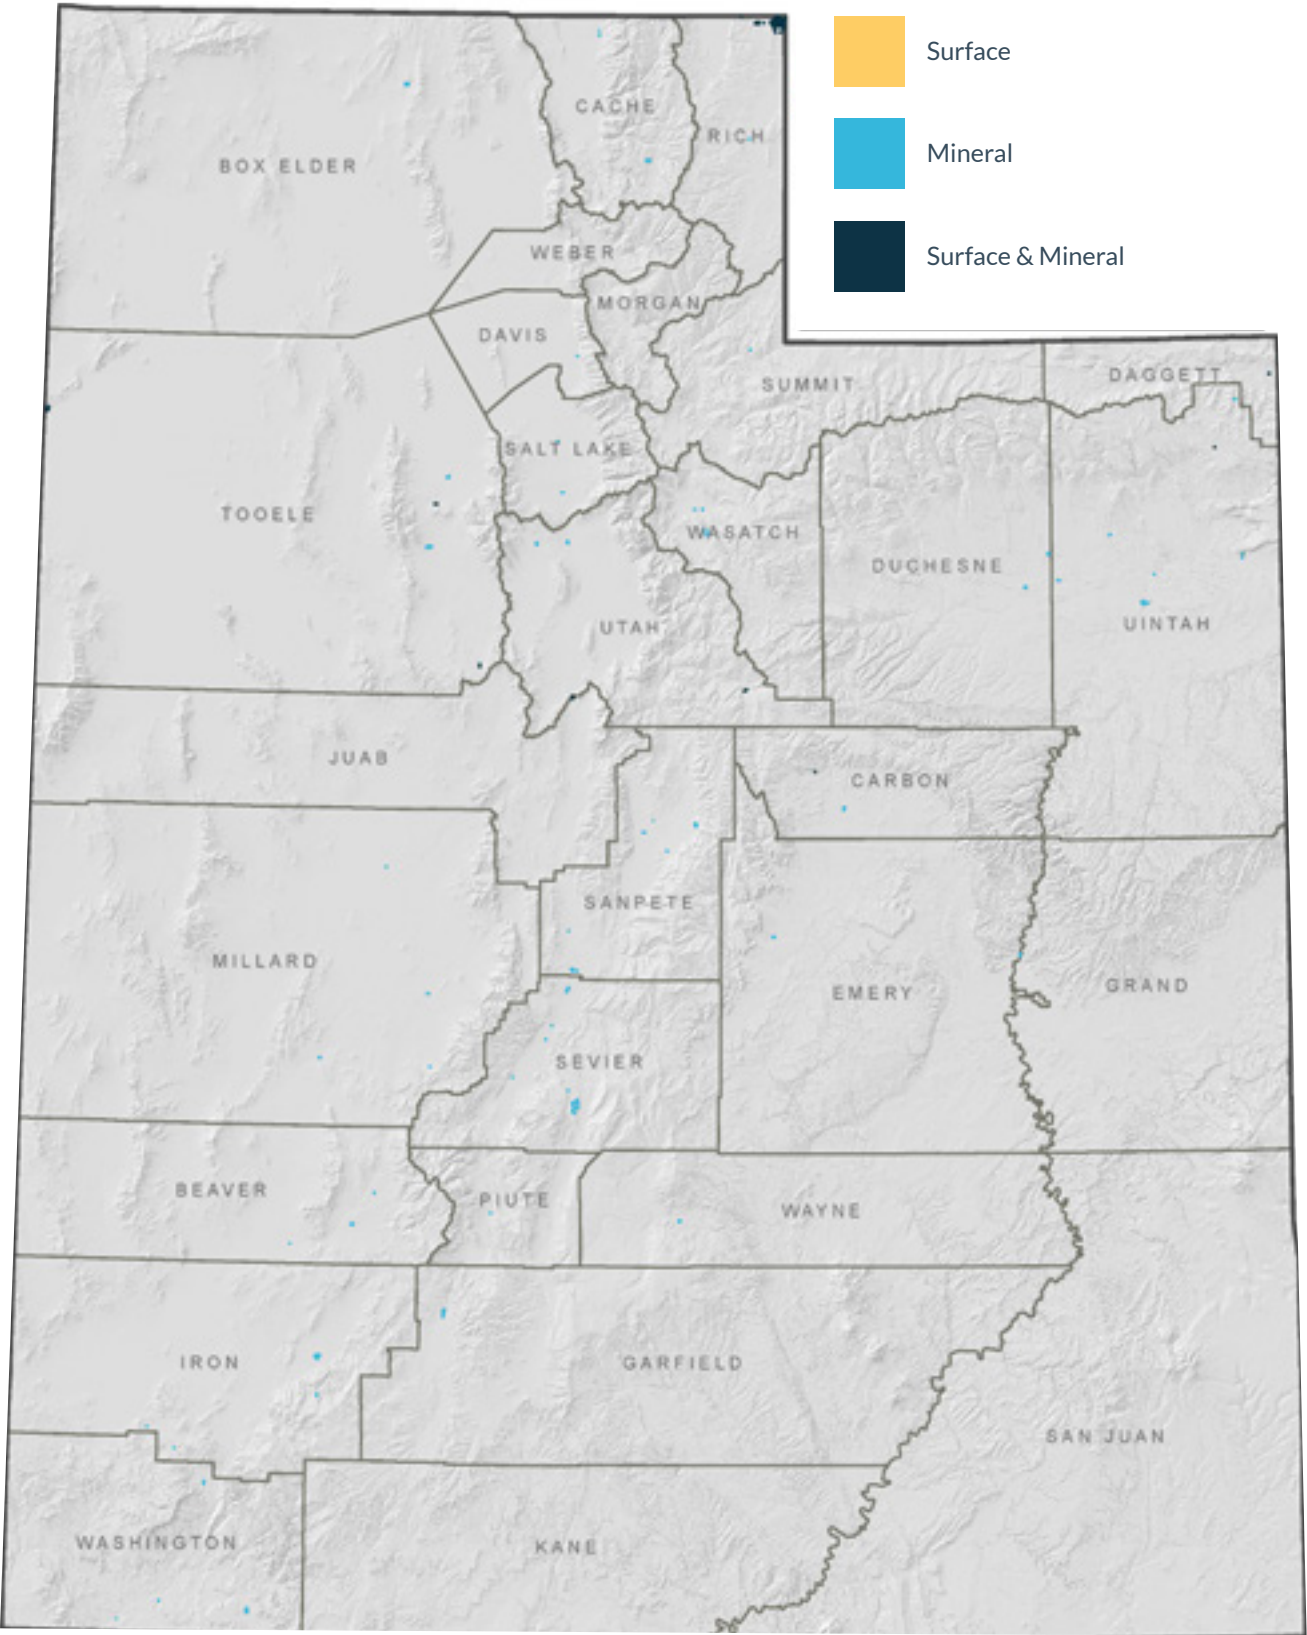 Surface
Mineral
Surface & Mineral
CACHE
RICH
BOX ELDER
WEBER
MORGAN
DAVIS
SUMMIT
DAGGETT
SALT LAKE
TOOELE
WASATCH
DUCHESNE
UINTAH
UTAH
JUAB
CARBON
SANPETE
MILLARD
EMERY
GRAND
SEVIER
BEAVER
PIUTE
WAYNE
IRON
GARFIELD
SAN JUAN
WASHINGTON
KANE